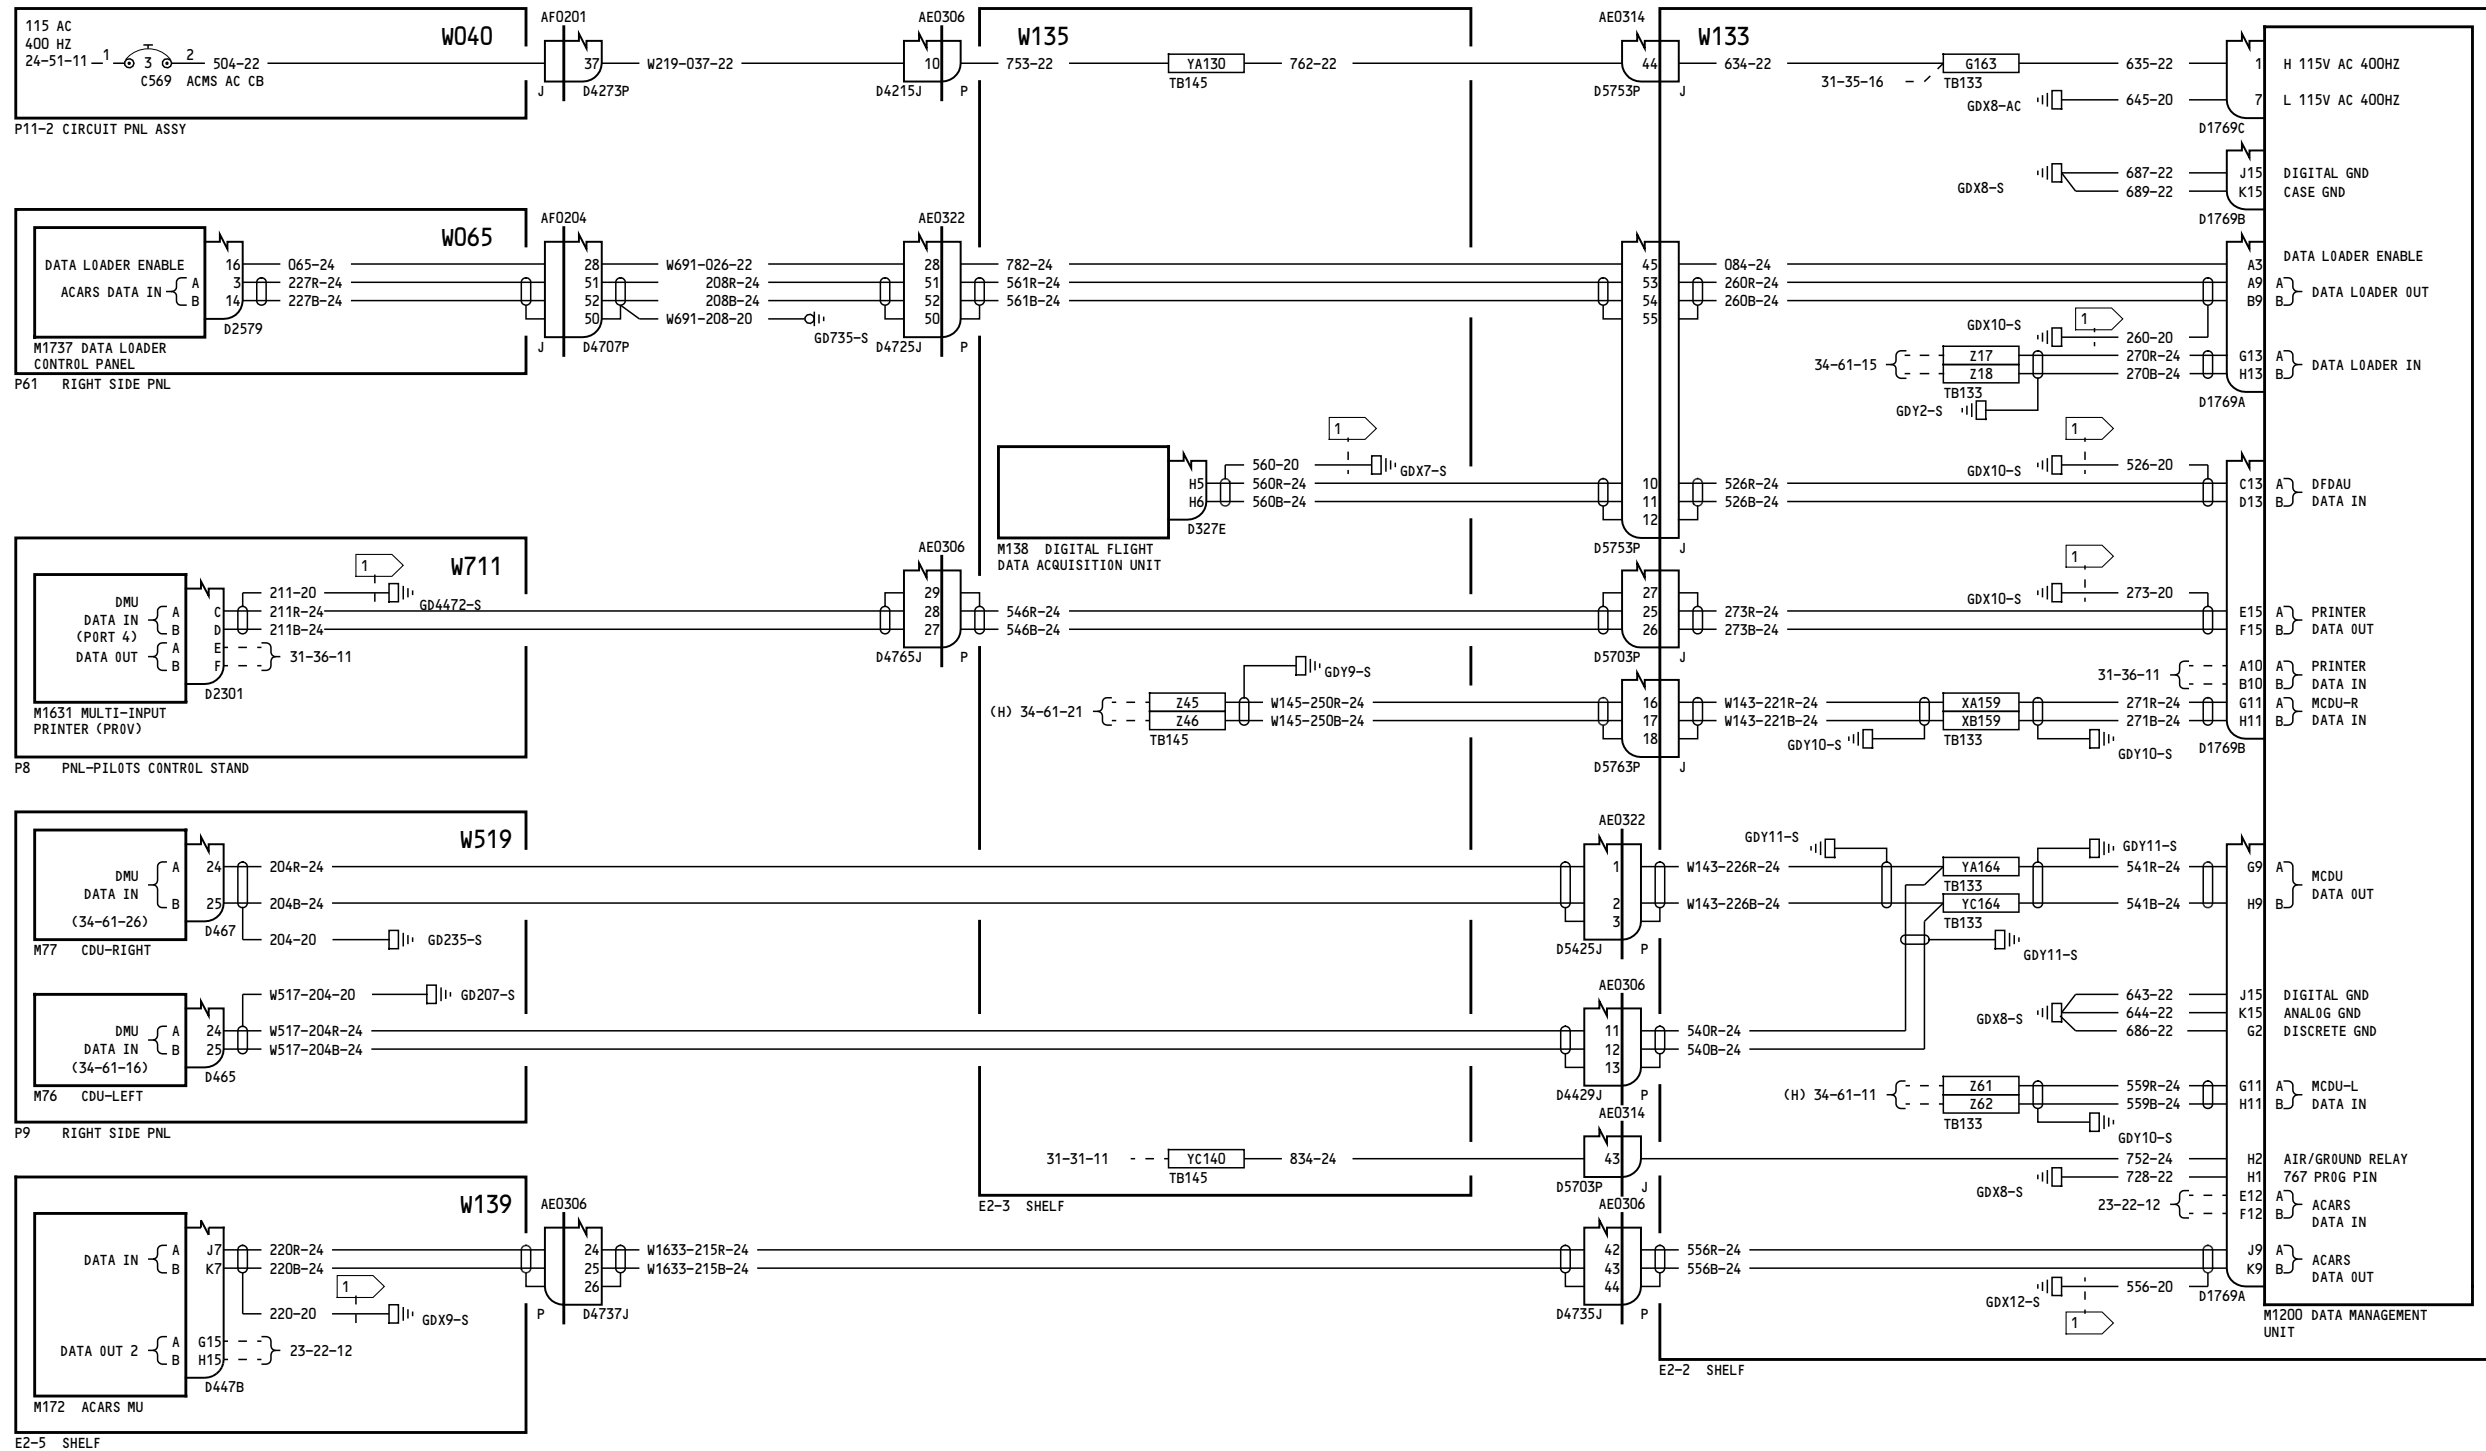 115 AC
400 HZ
24-51-11
1
3
2
504-22
C569 ACMS AC CB
W040
P11-2 CIRCUIT PNL ASSY
AF0201
37
J
D4273P
W219-037-22
AE0306
10
D4215J
P
W135
753-22
YA130
TB145
762-22
AE0314
44
D5753P
J
W133
634-22
31-35-16
G163
TB133
635-22
1
H 115V AC 400HZ
GDX8-AC
645-20
7
L 115V AC 400HZ
D1769C
GDX8-S
687-22
J15
DIGITAL GND
689-22
K15
CASE GND
D1769B
W065
DATA LOADER ENABLE
16
065-24
ACARS DATA IN
A
3
227R-24
B
14
227B-24
D2579
M1737 DATA LOADER
CONTROL PANEL
P61 RIGHT SIDE PNL
AF0204
28
51
52
50
J
D4707P
W691-026-22
208R-24
208B-24
W691-208-20
GD735-S
AE0322
28
51
52
50
D4725J
P
782-24
561R-24
561B-24
45
53
54
55
084-24
260R-24
260B-24
A3
DATA LOADER ENABLE
A9
A
B9
B
DATA LOADER OUT
GDX10-S
1
260-20
34-61-15
Z17
Z18
TB133
270R-24
270B-24
G13
A
H13
B
DATA LOADER IN
GDY2-S
D1769A
M138 DIGITAL FLIGHT
DATA ACQUISITION UNIT
H5
H6
D327E
560-20
560R-24
560B-24
1
GDX7-S
10
11
12
D5753P
J
526R-24
526B-24
GDX10-S
1
526-20
C13
A
DFDAU
D13
B
DATA IN
W711
DMU
DATA IN
(PORT 4)
A
C
B
D
DATA OUT
A
E
B
F
211-20
211R-24
211B-24
1
GD4472-S
31-36-11
D2301
M1631 MULTI-INPUT
PRINTER (PROV)
P8 PNL-PILOTS CONTROL STAND
AE0306
29
28
27
D4765J
P
546R-24
546B-24
27
25
26
D5703P
J
273R-24
273B-24
GDX10-S
1
273-20
E15
A
PRINTER
F15
B
DATA OUT
31-36-11
A10
A
PRINTER
B10
B
DATA IN
(H) 34-61-21
Z45
Z46
TB145
GDY9-S
W145-250R-24
W145-250B-24
16
17
18
D5763P
J
W143-221R-24
W143-221B-24
GDY10-S
XA159
XB159
TB133
GDY10-S
271R-24
271B-24
G11
A
MCDU-R
H11
B
DATA IN
D1769B
W519
DMU
DATA IN
(34-61-26)
A
24
204R-24
B
25
204B-24
D467
204-20
GD235-S
M77 CDU-RIGHT
AE0322
1
2
3
D5425J
P
GDY11-S
W143-226R-24
W143-226B-24
YA164
TB133
YC164
TB133
GDY11-S
GDY11-S
541R-24
541B-24
G9
A
H9
B
MCDU
DATA OUT
W517-204-20
GD207-S
DMU
DATA IN
(34-61-16)
A
24
W517-204R-24
B
25
W517-204B-24
D465
M76 CDU-LEFT
P9 RIGHT SIDE PNL
AE0306
11
12
13
D4429J
P
540R-24
540B-24
GDX8-S
643-22
J15
DIGITAL GND
644-22
K15
ANALOG GND
686-22
G2
DISCRETE GND
(H) 34-61-11
Z61
Z62
TB133
559R-24
559B-24
GDY10-S
G11
A
MCDU-L
H11
B
DATA IN
31-31-11
YC140
TB145
834-24
E2-3 SHELF
AE0314
43
D5703P
J
752-24
H2
AIR/GROUND RELAY
GDX8-S
728-22
H1
767 PROG PIN
23-22-12
E12
A
ACARS
F12
B
DATA IN
W139
DATA IN
A
J7
220R-24
B
K7
220B-24
1
220-20
GDX9-S
DATA OUT 2
A
G15
B
H15
23-22-12
D447B
M172 ACARS MU
E2-5 SHELF
AE0306
24
25
26
P
D4737J
W1633-215R-24
W1633-215B-24
AE0306
42
43
44
D4735J
P
556R-24
556B-24
J9
A
ACARS
K9
B
DATA OUT
GDX12-S
556-20
1
D1769A
M1200 DATA MANAGEMENT
UNIT
E2-2 SHELF